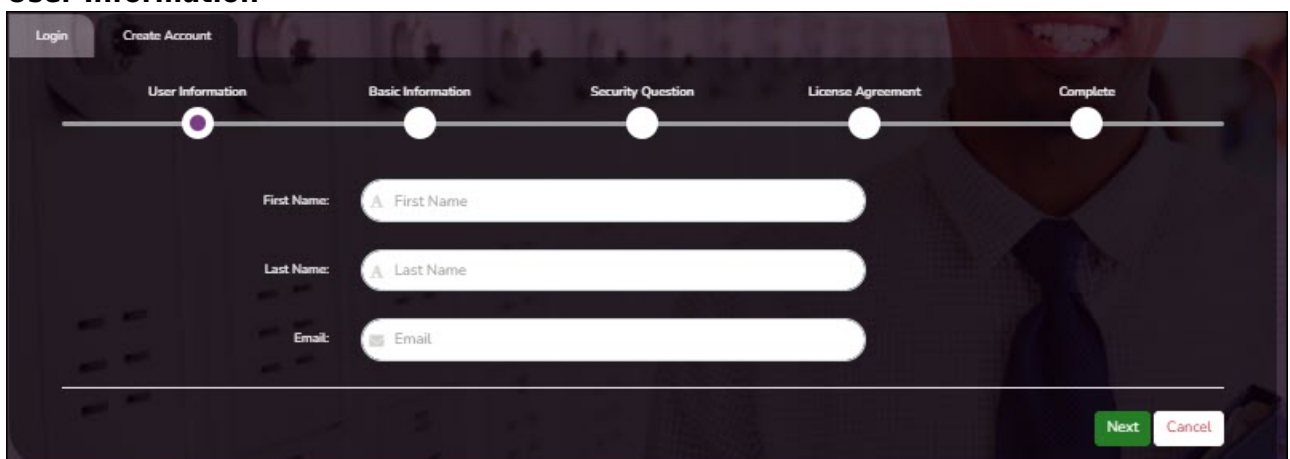 User Information
Login Create Account
User Information Basic Information Security Question License Agreement Complete
First Name: A First Name
Last Name: A Last Name
Email: Email
Next Cancel